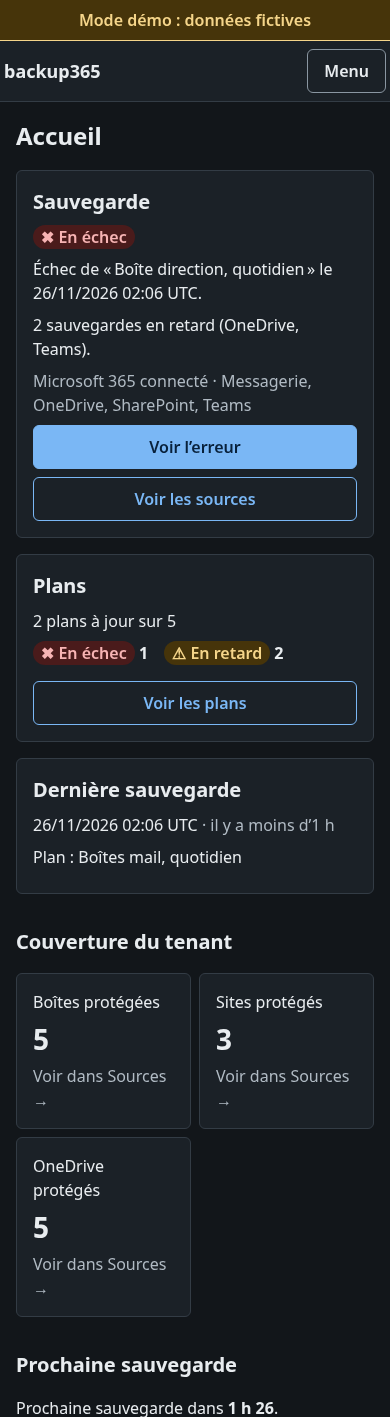 Mode démo : données fictives
backup365
Menu
Accueil
Sauvegarde
✖ En échec
Échec de « Boîte direction, quotidien » le
26/11/2026 02:06 UTC.
2 sauvegardes en retard (OneDrive,
Teams).
Microsoft 365 connecté · Messagerie,
OneDrive, SharePoint, Teams
Voir l’erreur
Voir les sources
Plans
2 plans à jour sur 5
✖ En échec 1 ⚠ En retard 2
Voir les plans
Dernière sauvegarde
26/11/2026 02:06 UTC · il y a moins d’1 h
Plan : Boîtes mail, quotidien
Couverture du tenant
Boîtes protégées
5
Voir dans Sources
→
Sites protégés
3
Voir dans Sources
→
OneDrive
protégés
5
Voir dans Sources
→
Prochaine sauvegarde
Prochaine sauvegarde dans 1 h 26.